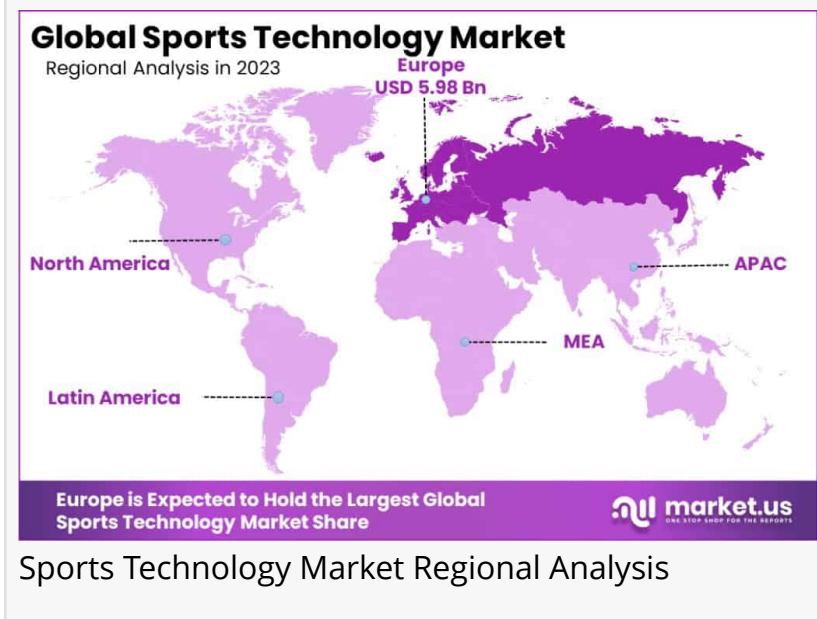 Global Sports Technology Market
Regional Analysis in 2023
Europe
USD 5.98 Bn
North America
APAC
MEA
Latin America
Europe is Expected to Hold the Largest Global
Sports Technology Market Share
market.us
ONE STOP SHOP FOR THE REPORTS
Sports Technology Market Regional Analysis